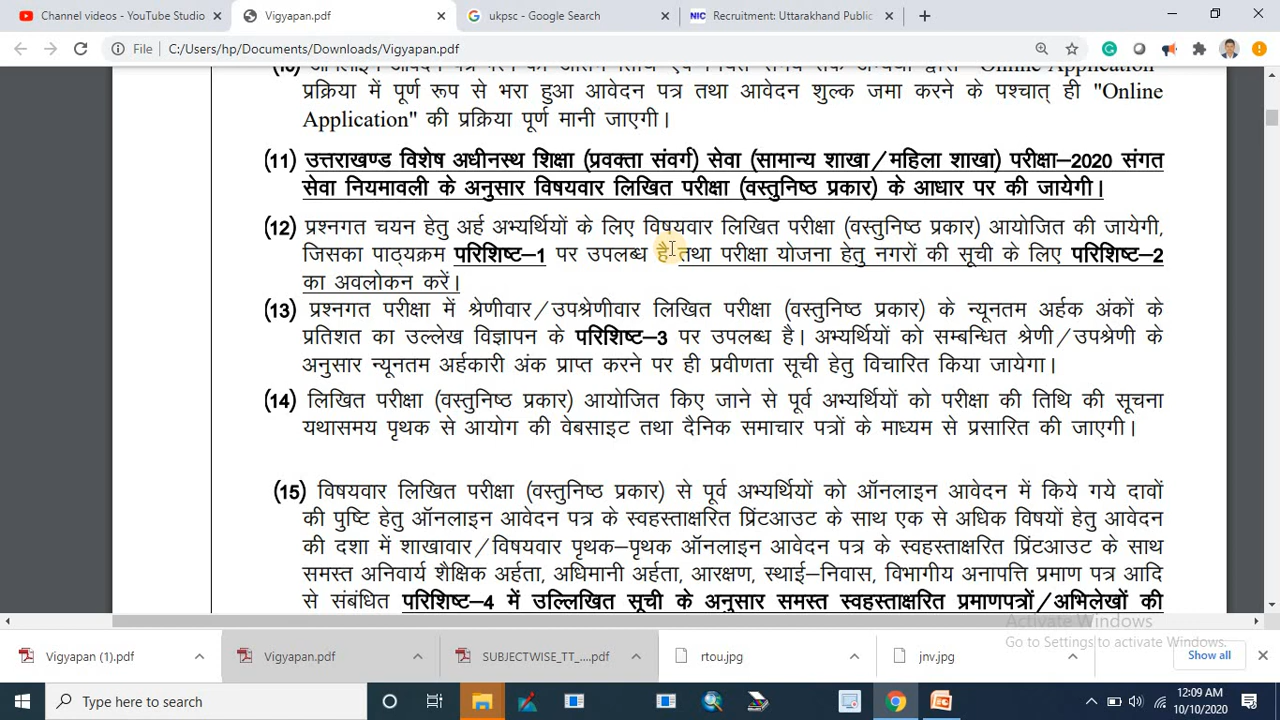 Channel videos - YouTube Studio
Vigyapan.pdf
ukpsc - Google Search
NIC Recruitment: Uttarakhand Public
File C:/Users/hp/Documents/Downloads/Vigyapan.pdf
प्रक्रिया में पूर्ण रूप से भरा हुआ आवेदन पत्र तथा आवेदन शुल्क जमा करने के पश्चात् ही "Online
Application" की प्रक्रिया पूर्ण मानी जाएगी।
(11) उत्तराखण्ड विशेष अधीनस्थ शिक्षा (प्रवक्ता संवर्ग) सेवा (सामान्य शाखा/महिला शाखा) परीक्षा–2020 संगत
सेवा नियमावली के अनुसार विषयवार लिखित परीक्षा (वस्तुनिष्ठ प्रकार) के आधार पर की जायेगी।
(12) प्रश्नगत चयन हेतु अर्ह अभ्यर्थियों के लिए विषयवार लिखित परीक्षा (वस्तुनिष्ठ प्रकार) आयोजित की जायेगी,
जिसका पाठ्यक्रम परिशिष्ट–1 पर उपलब्ध है तथा परीक्षा योजना हेतु नगरों की सूची के लिए परिशिष्ट–2
का अवलोकन करें।
(13) प्रश्नगत परीक्षा में श्रेणीवार/उपश्रेणीवार लिखित परीक्षा (वस्तुनिष्ठ प्रकार) के न्यूनतम अर्हक अंकों के
प्रतिशत का उल्लेख विज्ञापन के परिशिष्ट–3 पर उपलब्ध है। अभ्यर्थियों को सम्बन्धित श्रेणी/उपश्रेणी के
अनुसार न्यूनतम अर्हकारी अंक प्राप्त करने पर ही प्रवीणता सूची हेतु विचारित किया जायेगा।
(14) लिखित परीक्षा (वस्तुनिष्ठ प्रकार) आयोजित किए जाने से पूर्व अभ्यर्थियों को परीक्षा की तिथि की सूचना
यथासमय पृथक से आयोग की वेबसाइट तथा दैनिक समाचार पत्रों के माध्यम से प्रसारित की जाएगी।
(15) विषयवार लिखित परीक्षा (वस्तुनिष्ठ प्रकार) से पूर्व अभ्यर्थियों को ऑनलाइन आवेदन में किये गये दावों
की पुष्टि हेतु ऑनलाइन आवेदन पत्र के स्वहस्ताक्षरित प्रिंटआउट के साथ एक से अधिक विषयों हेतु आवेदन
की दशा में शाखावार/विषयवार पृथक–पृथक ऑनलाइन आवेदन पत्र के स्वहस्ताक्षरित प्रिंटआउट के साथ
समस्त अनिवार्य शैक्षिक अर्हता, अधिमानी अर्हता, आरक्षण, स्थाई–निवास, विभागीय अनापत्ति प्रमाण पत्र आदि
से संबंधित परिशिष्ट–4 में उल्लिखित सूची के अनुसार समस्त स्वहस्ताक्षरित प्रमाणपत्रों/अभिलेखों की
Activate Windows
Go to Settings to activate Windows.
Vigyapan (1).pdf
Vigyapan.pdf
SUBJECTWISE_TT_....pdf
rtou.jpg
jnv.jpg
Show all
Type here to search
12:09 AM
10/10/2020